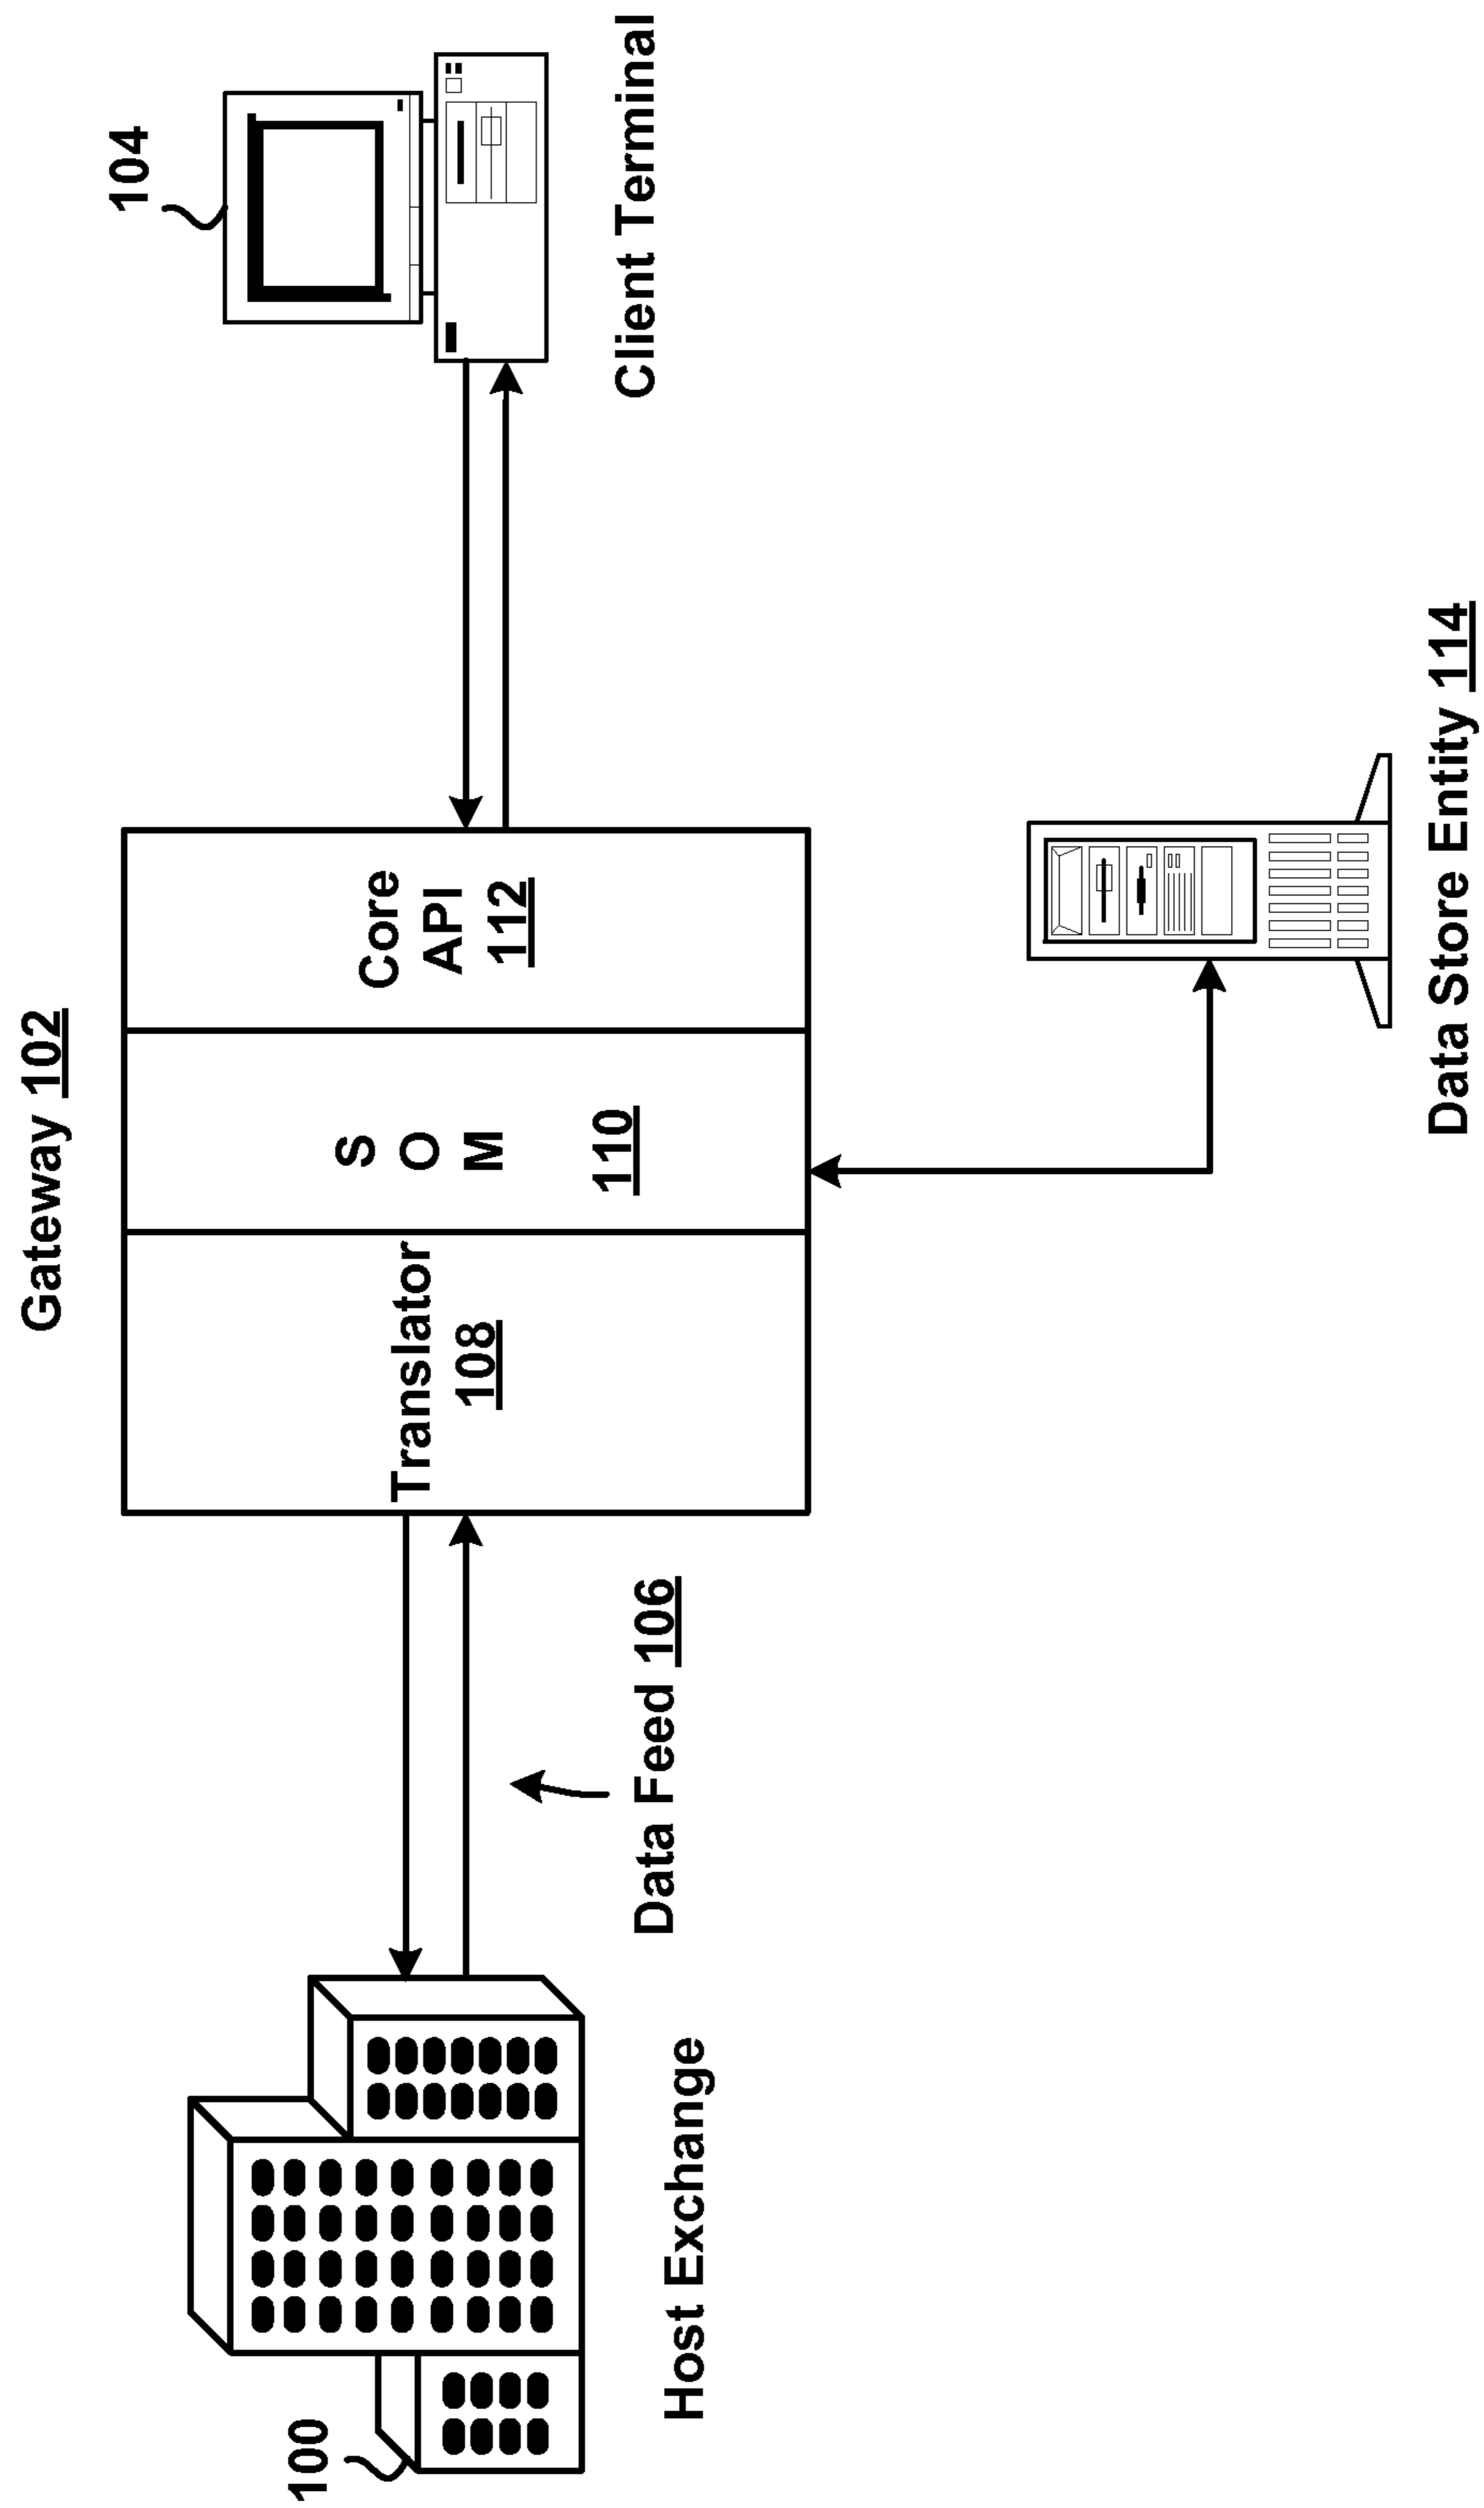 Gateway 102
104
Core
API
112
S
O
M
110
Translator
108
Client Terminal
100
Data Feed 106
Host Exchange
Data Store Entity 114